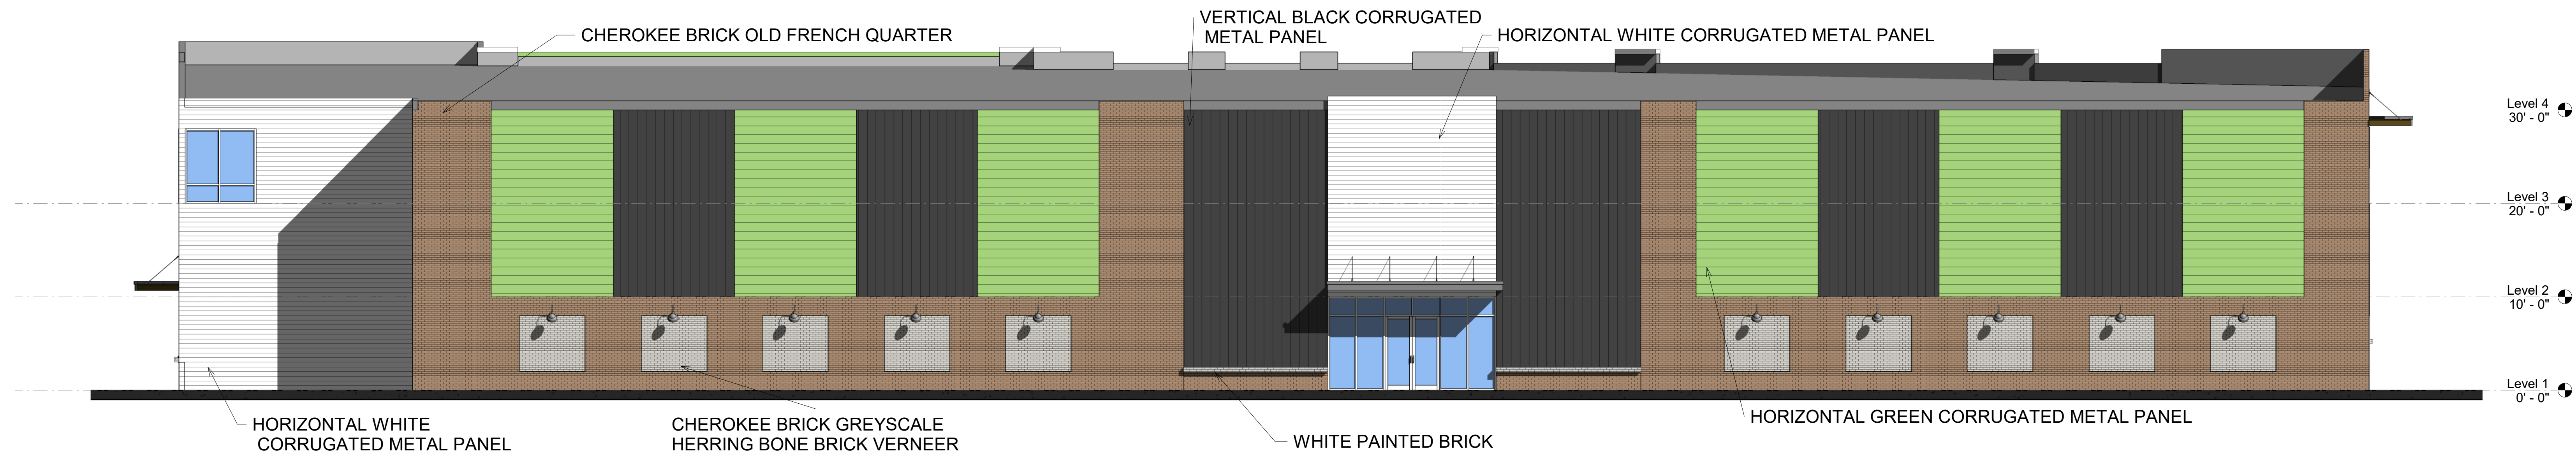 CHEROKEE BRICK OLD FRENCH QUARTER
VERTICAL BLACK CORRUGATED
METAL PANEL
HORIZONTAL WHITE CORRUGATED METAL PANEL
Level 4
30' - 0"
Level 3
20' - 0"
Level 2
10' - 0"
Level 1
0' - 0"
HORIZONTAL WHITE
CORRUGATED METAL PANEL
CHEROKEE BRICK GREYSCALE
HERRING BONE BRICK VERNEER
WHITE PAINTED BRICK
HORIZONTAL GREEN CORRUGATED METAL PANEL